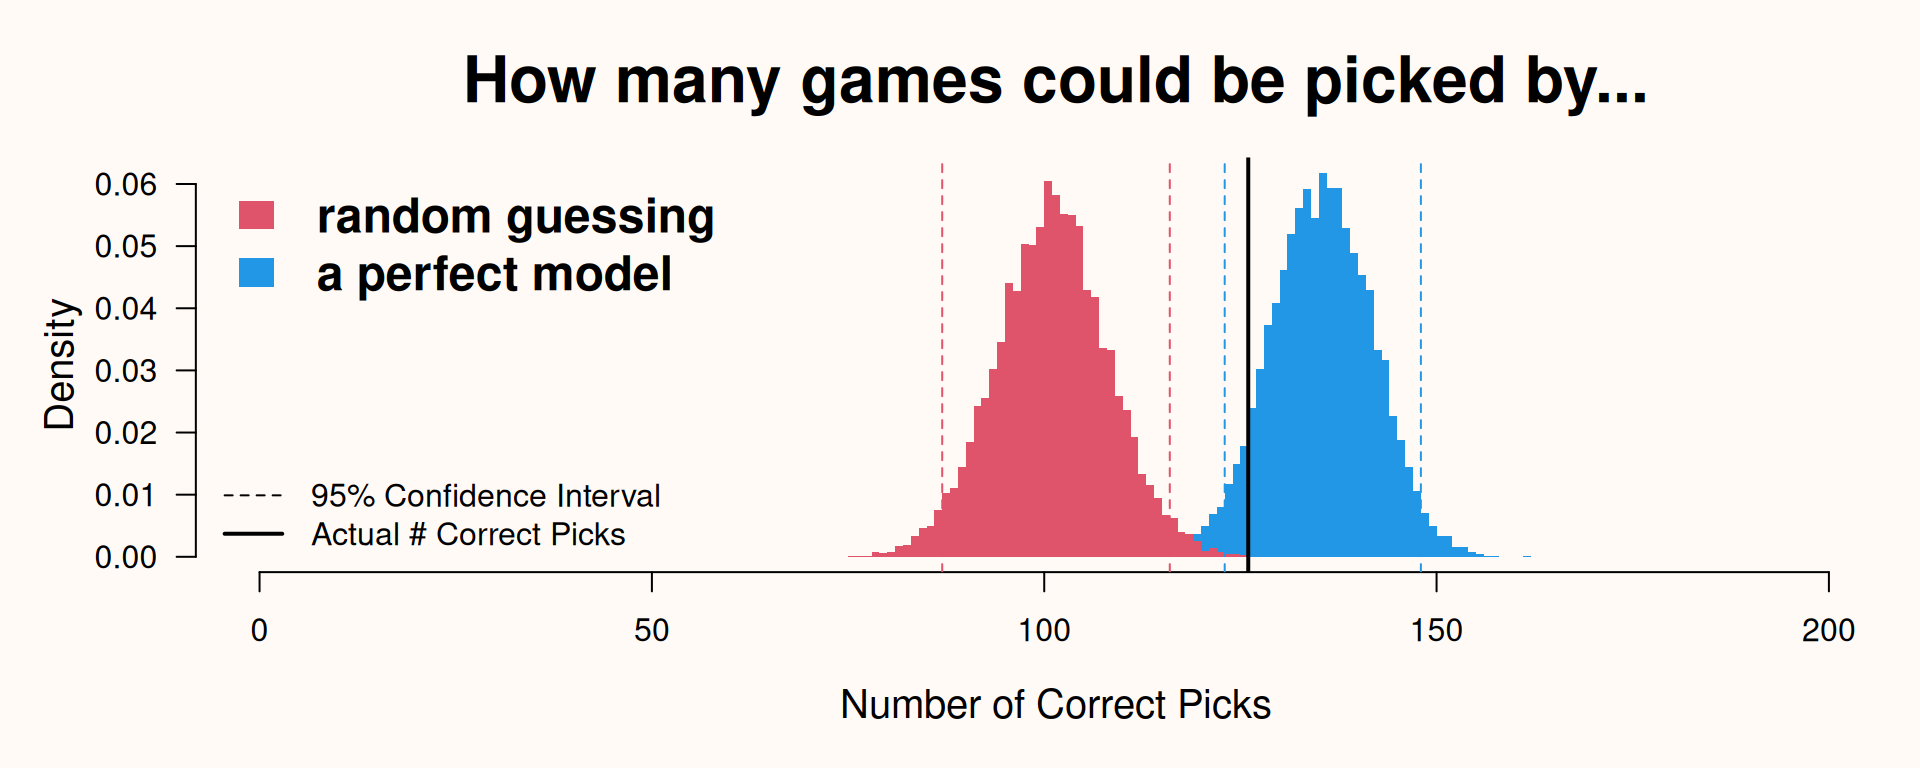 How many games could be picked by...
random guessing
a perfect model
95% Confidence Interval
Actual # Correct Picks
Density
0.06
0.05
0.04
0.03
0.02
0.01
0.00
0 50 100 150 200
Number of Correct Picks